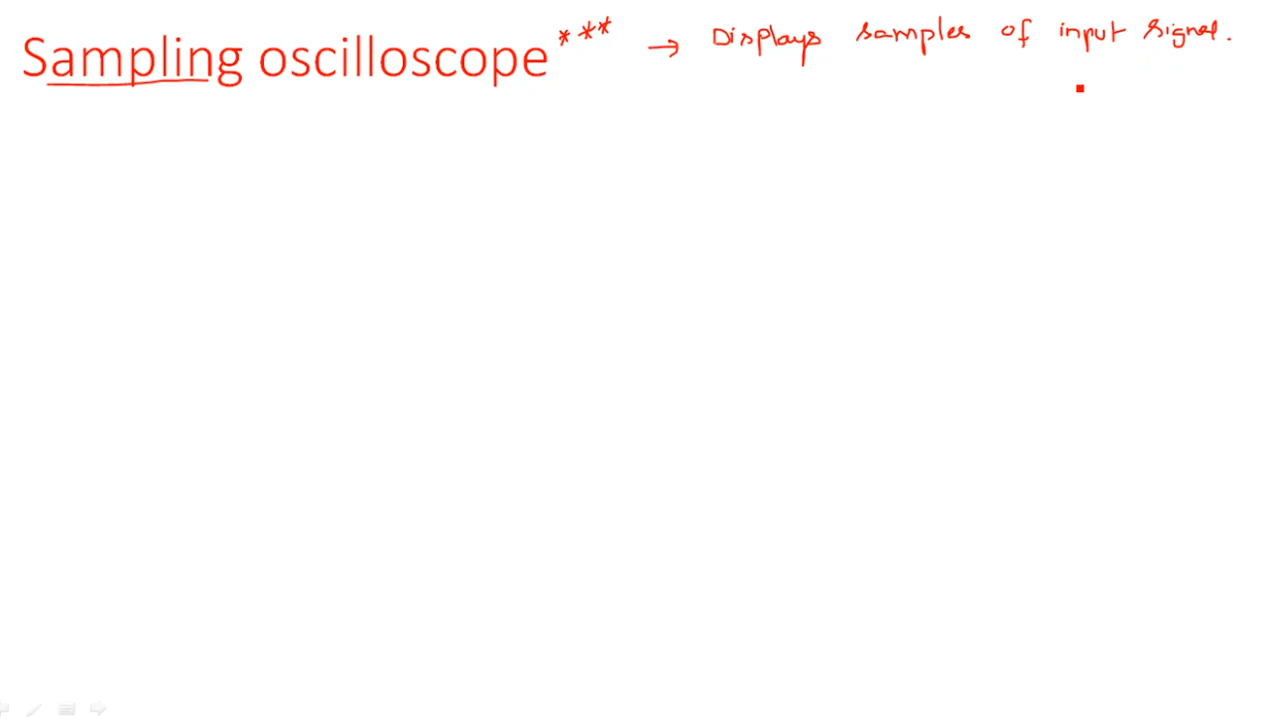 Sampling oscilloscope *** → Displays samples of input signal.